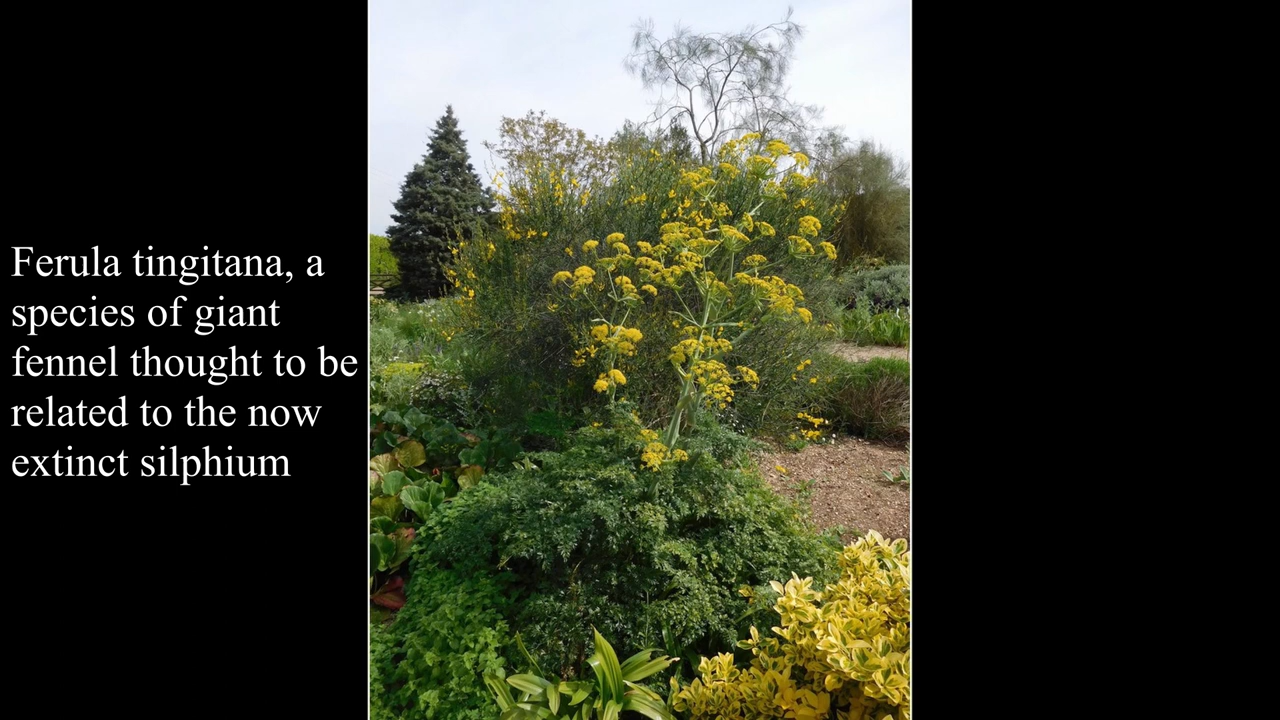 Ferula tingitana, a
species of giant
fennel thought to be
related to the now
extinct silphium